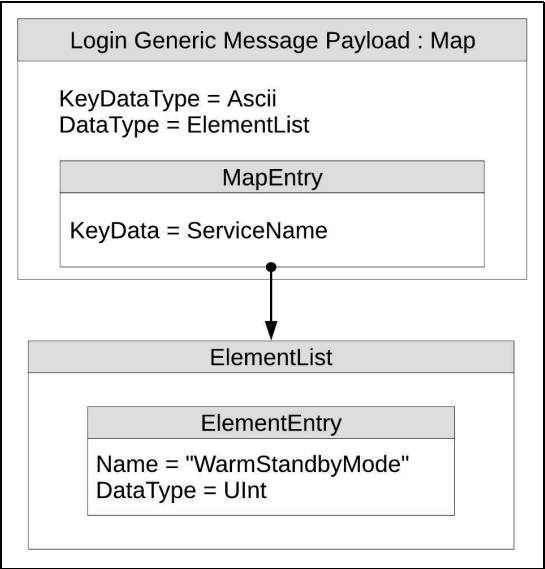 Login Generic Message Payload : Map
KeyDataType = Ascii
DataType = ElementList
MapEntry
KeyData = ServiceName
ElementList
ElementEntry
Name = "WarmStandbyMode"
DataType = UInt